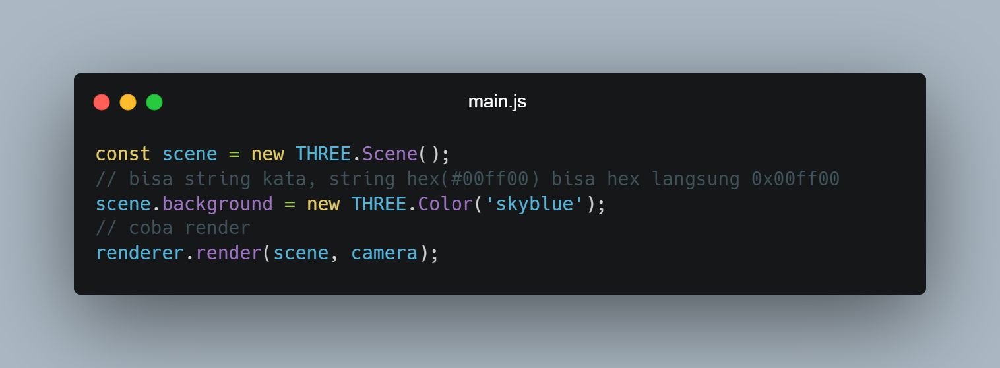 main.js
const scene = new THREE.Scene();
// bisa string kata, string hex(#00ff00) bisa hex langsung 0x00ff00
scene.background = new THREE.Color('skyblue');
// coba render
renderer.render(scene, camera);